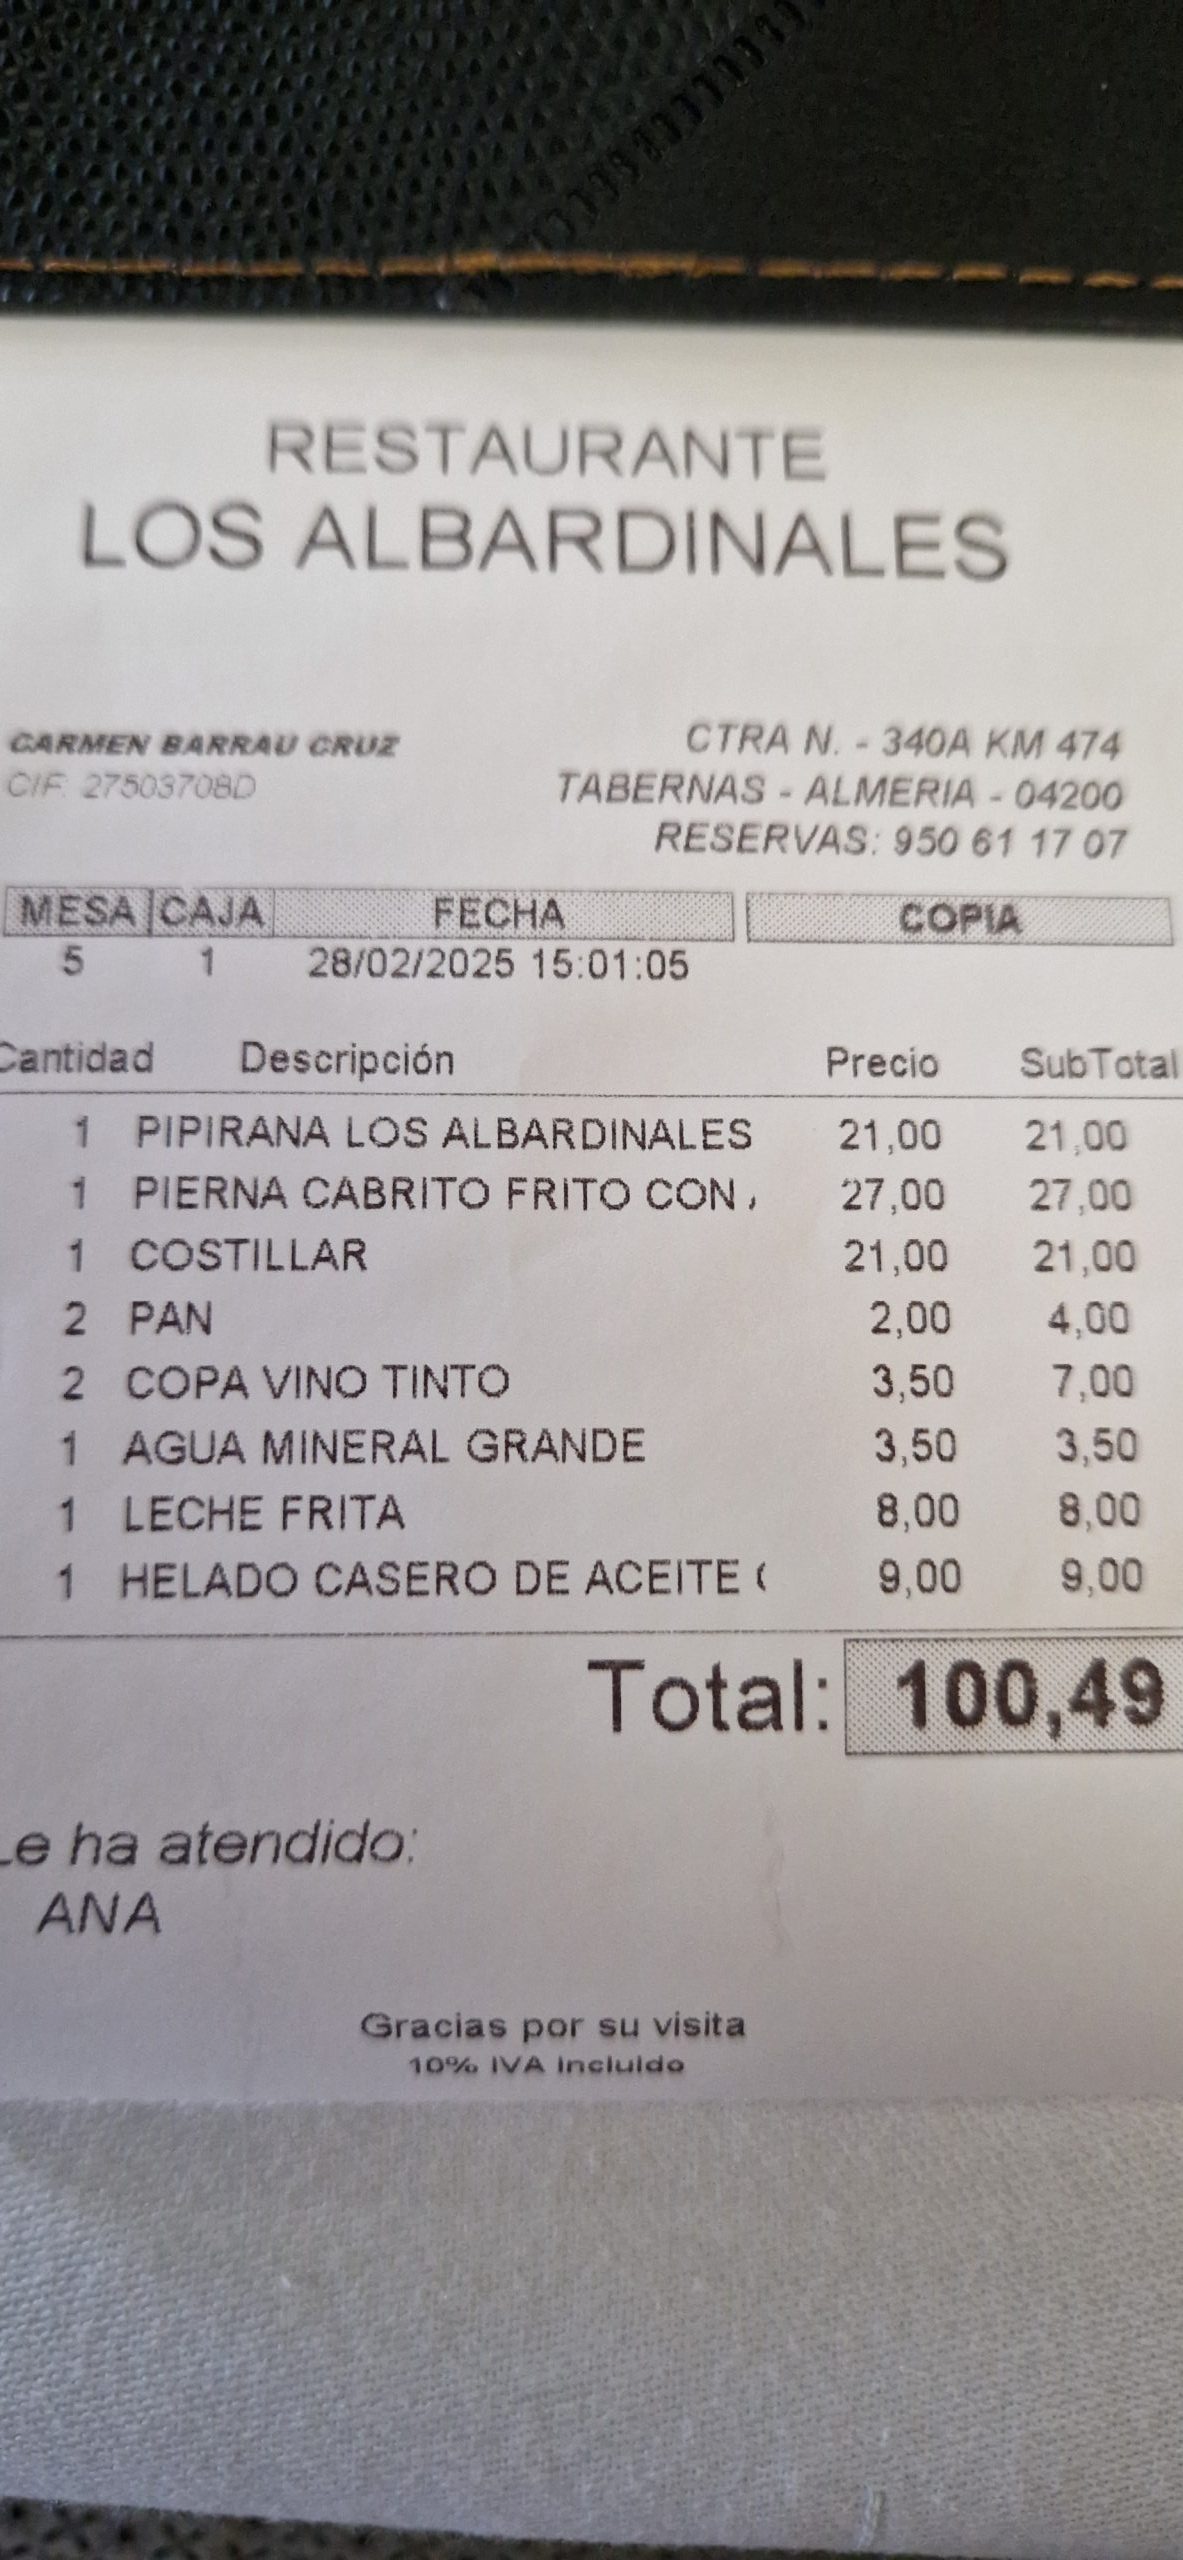 RESTAURANTE
LOS ALBARDINALES
CARMEN BARRAU CRUZ
CIF: 27503708D
CTRA N. - 340A KM 474
TABERNAS - ALMERIA - 04200
RESERVAS: 950 61 17 07
MESA CAJA FECHA COPIA
5 1 28/02/2025 15:01:05
Cantidad Descripción Precio SubTotal
1 PIPIRANA LOS ALBARDINALES 21,00 21,00
1 PIERNA CABRITO FRITO CON 27,00 27,00
1 COSTILLAR 21,00 21,00
2 PAN 2,00 4,00
2 COPA VINO TINTO 3,50 7,00
1 AGUA MINERAL GRANDE 3,50 3,50
1 LECHE FRITA 8,00 8,00
1 HELADO CASERO DE ACEITE 9,00 9,00
Total: 100,49
Le ha atendido:
ANA
Gracias por su visita
10% IVA Incluido